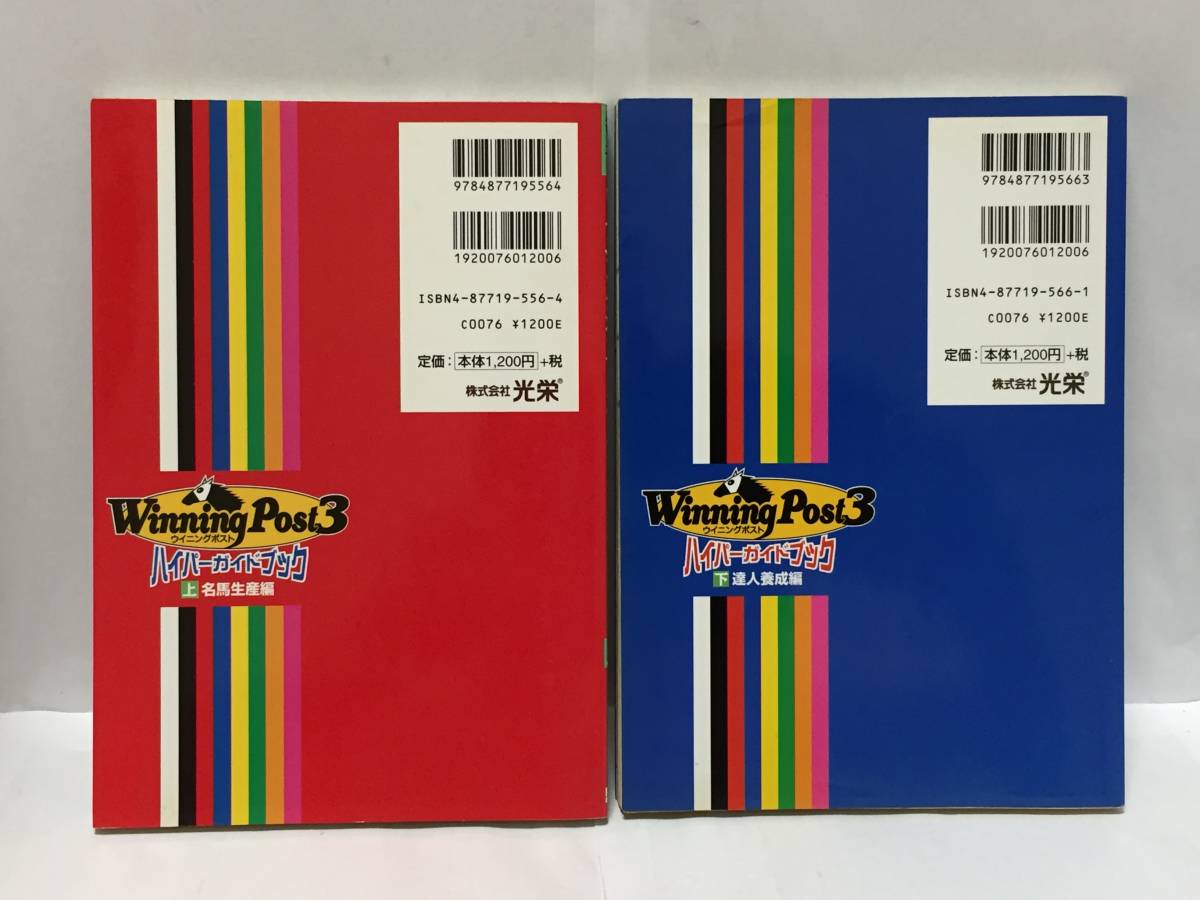 9784877195564
1920076012006
ISBN4-87719-556-4
C0076 ¥1200E
定価：本体1,200円+税
株式会社 光栄®
Winning Post3
ウイニングポスト
ハイパーガイドブック
上 名馬生産編
9784877195663
1920076012006
ISBN4-87719-566-1
C0076 ¥1200E
定価：本体1,200円+税
株式会社 光栄®
Winning Post3
ウイニングポスト
ハイパーガイドブック
下 達人養成編